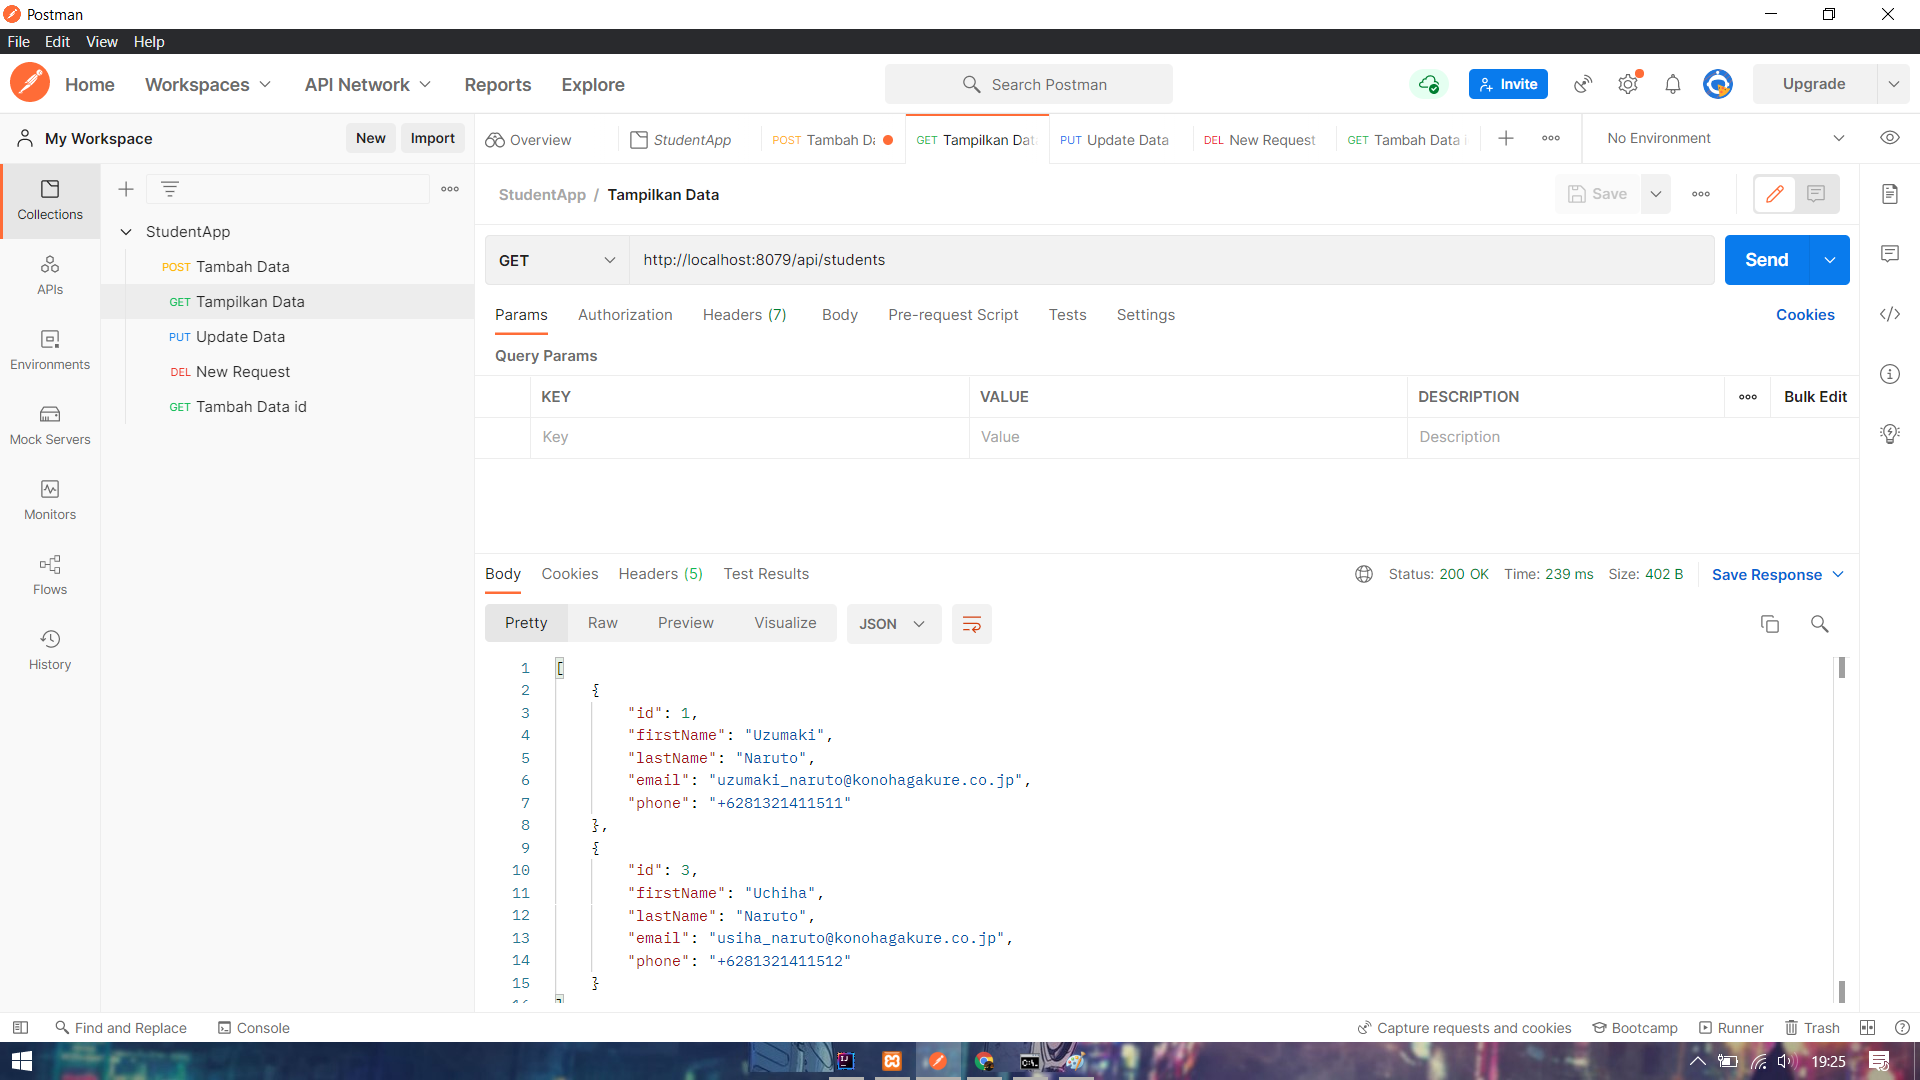 Postman
File Edit View Help
Home Workspaces API Network Reports Explore Search Postman Invite Upgrade
My Workspace New Import Overview StudentApp POST Tambah Da GET Tampilkan Dat PUT Update Data DEL New Request GET Tambah Data i No Environment
Collections
APIs
Environments
Mock Servers
Monitors
Flows
History
StudentApp
POST Tambah Data
GET Tampilkan Data
PUT Update Data
DEL New Request
GET Tambah Data id
StudentApp / Tampilkan Data Save
GET http://localhost:8079/api/students Send
Params Authorization Headers (7) Body Pre-request Script Tests Settings Cookies
Query Params
KEY VALUE DESCRIPTION Bulk Edit
Key Value Description
Body Cookies Headers (5) Test Results Status: 200 OK Time: 239 ms Size: 402 B Save Response
Pretty Raw Preview Visualize JSON
1 [
2 {
3 "id": 1,
4 "firstName": "Uzumaki",
5 "lastName": "Naruto",
6 "email": "uzumaki_naruto@konohagakure.co.jp",
7 "phone": "+6281321411511"
8 },
9 {
10 "id": 3,
11 "firstName": "Uchiha",
12 "lastName": "Naruto",
13 "email": "usiha_naruto@konohagakure.co.jp",
14 "phone": "+6281321411512"
15 }
16 ]
Find and Replace Console Capture requests and cookies Bootcamp Runner Trash
19:25